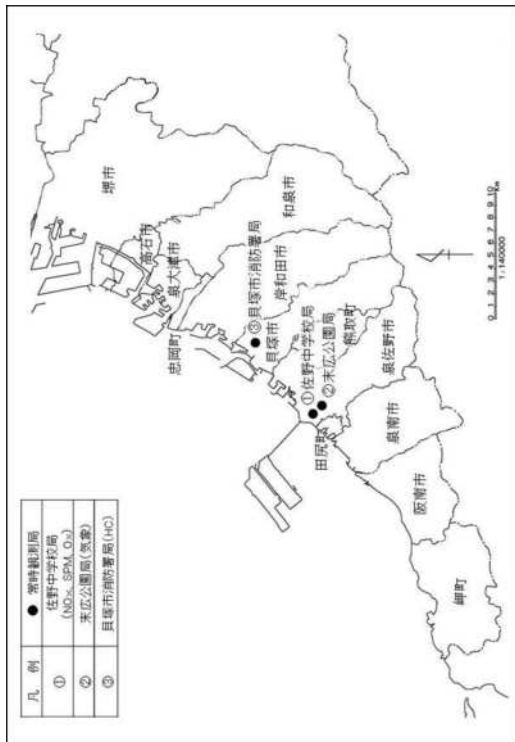 凡 例
● 常時観測局
①
佐野中学校局
(NOx, SPM, Ox)
②
末広公園局(気象)
③
貝塚市消防署局(HC)
堺市
高石市
泉大津市
和泉市
忠岡町
③貝塚市消防署局
岸和田市
貝塚市
①佐野中学校局
熊取町
②末広公園局
泉佐野市
田尻町
泉南市
阪南市
岬町
0 1 2 3 4 5 6 7 8 9 10
Km
1:140000